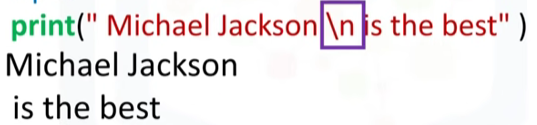 print(" Michael Jackson \n is the best" )
Michael Jackson
is the best